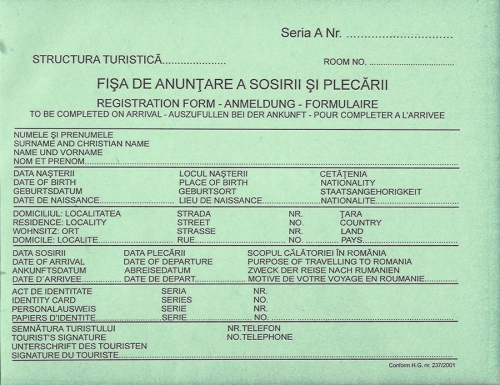 Seria A Nr. ..........................
STRUCTURA TURISTICĂ.................... ROOM NO. ..........................
FIŞA DE ANUNŢARE A SOSIRII ŞI PLECĂRII
REGISTRATION FORM - ANMELDUNG - FORMULAIRE
TO BE COMPLETED ON ARRIVAL - AUSZUFULLEN BEI DER ANKUNFT - POUR COMPLETER A L'ARRIVEE
NUMELE ŞI PRENUMELE
SURNAME AND CHRISTIAN NAME
NAME UND VORNAME
NOM ET PRENOM
DATA NAŞTERII LOCUL NAŞTERII CETĂŢENIA
DATE OF BIRTH PLACE OF BIRTH NATIONALITY
GEBURTSDATUM GEBURTSORT STAATSANGEHORIGKEIT
DATE DE NAISSANCE LIEU DE NAISSANCE NATIONALITE
DOMICILIUL: LOCALITATEA STRADA NR. ŢARA
RESIDENCE: LOCALITY STREET NO. COUNTRY
WOHNSITZ: ORT STRASSE NR. LAND
DOMICILE: LOCALITE RUE NO. PAYS
DATA SOSIRII DATA PLECĂRII SCOPUL CĂLĂTORIEI ÎN ROMÂNIA
DATE OF ARRIVAL DATE OF DEPARTURE PURPOSE OF TRAVELLING TO ROMANIA
ANKUNFTSDATUM ABREISEDATUM ZWECK DER REISE NACH RUMANIEN
DATE D'ARRIVEE DATE DE DEPART MOTIVE DE VOTRE VOYAGE EN ROUMANIE
ACT DE IDENTITATE SERIA NR.
IDENTITY CARD SERIES NO.
PERSONALAUSWEIS SERIE NR.
PAPIERS D'IDENTITE SERIE NO.
SEMNĂTURA TURISTULUI NR.TELEFON
TOURIST'S SIGNATURE NO.TELEPHONE
UNTERSCHRIFT DES TOURISTEN
SIGNATURE DU TOURISTE
Conform H.G. nr. 237/2001